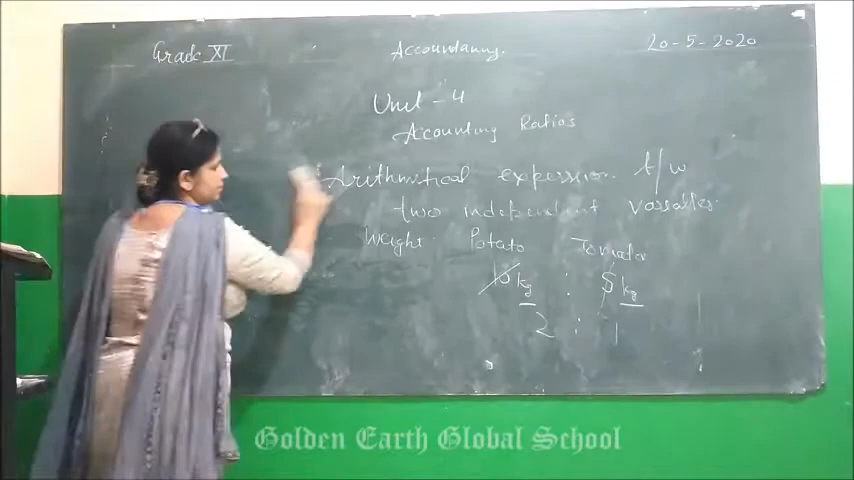 Grade XI Accountancy. 20-5-2020
Unit - 4
Accounting Ratios
Arithmetical expression t/w
two independent variables.
Weight Potato Tomato
10 kg : 5 kg
2 : 1
Golden Earth Global School